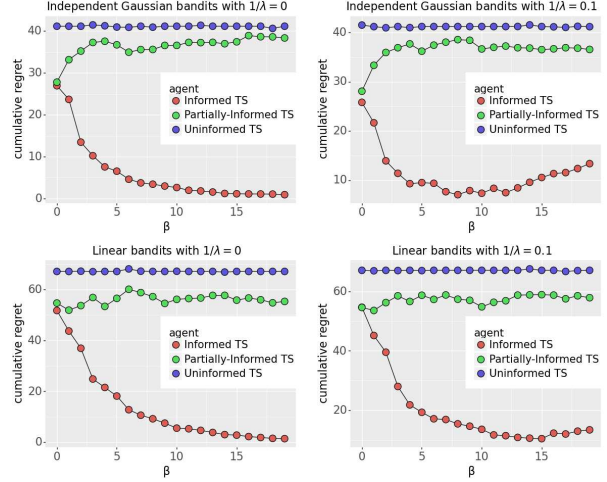 Independent Gaussian bandits with 1/λ = 0
cumulative regret
40
30
20
10
0
agent
Informed TS
Partially-Informed TS
Uninformed TS
0 5 10 15
β
Independent Gaussian bandits with 1/λ = 0.1
cumulative regret
40
30
20
10
agent
Informed TS
Partially-Informed TS
Uninformed TS
0 5 10 15
β
Linear bandits with 1/λ = 0
cumulative regret
60
40
20
0
agent
Informed TS
Partially-Informed TS
Uninformed TS
0 5 10 15
β
Linear bandits with 1/λ = 0.1
cumulative regret
60
40
20
agent
Informed TS
Partially-Informed TS
Uninformed TS
0 5 10 15
β